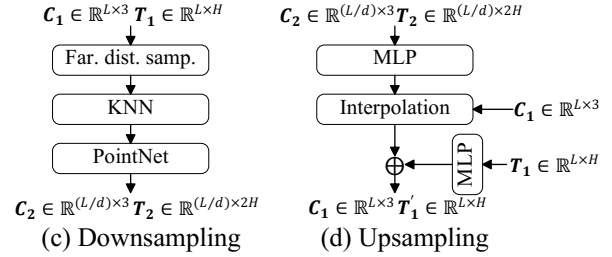 C₁ ∈ ℝ^{L×3} T₁ ∈ ℝ^{L×H}
Far. dist. samp.
KNN
PointNet
C₂ ∈ ℝ^{(L/d)×3} T₂ ∈ ℝ^{(L/d)×2H}
(c) Downsampling
C₂ ∈ ℝ^{(L/d)×3} T₂ ∈ ℝ^{(L/d)×2H}
MLP
Interpolation
C₁ ∈ ℝ^{L×3}
MLP
T₁ ∈ ℝ^{L×H}
C₁ ∈ ℝ^{L×3} T₁′ ∈ ℝ^{L×H}
(d) Upsampling